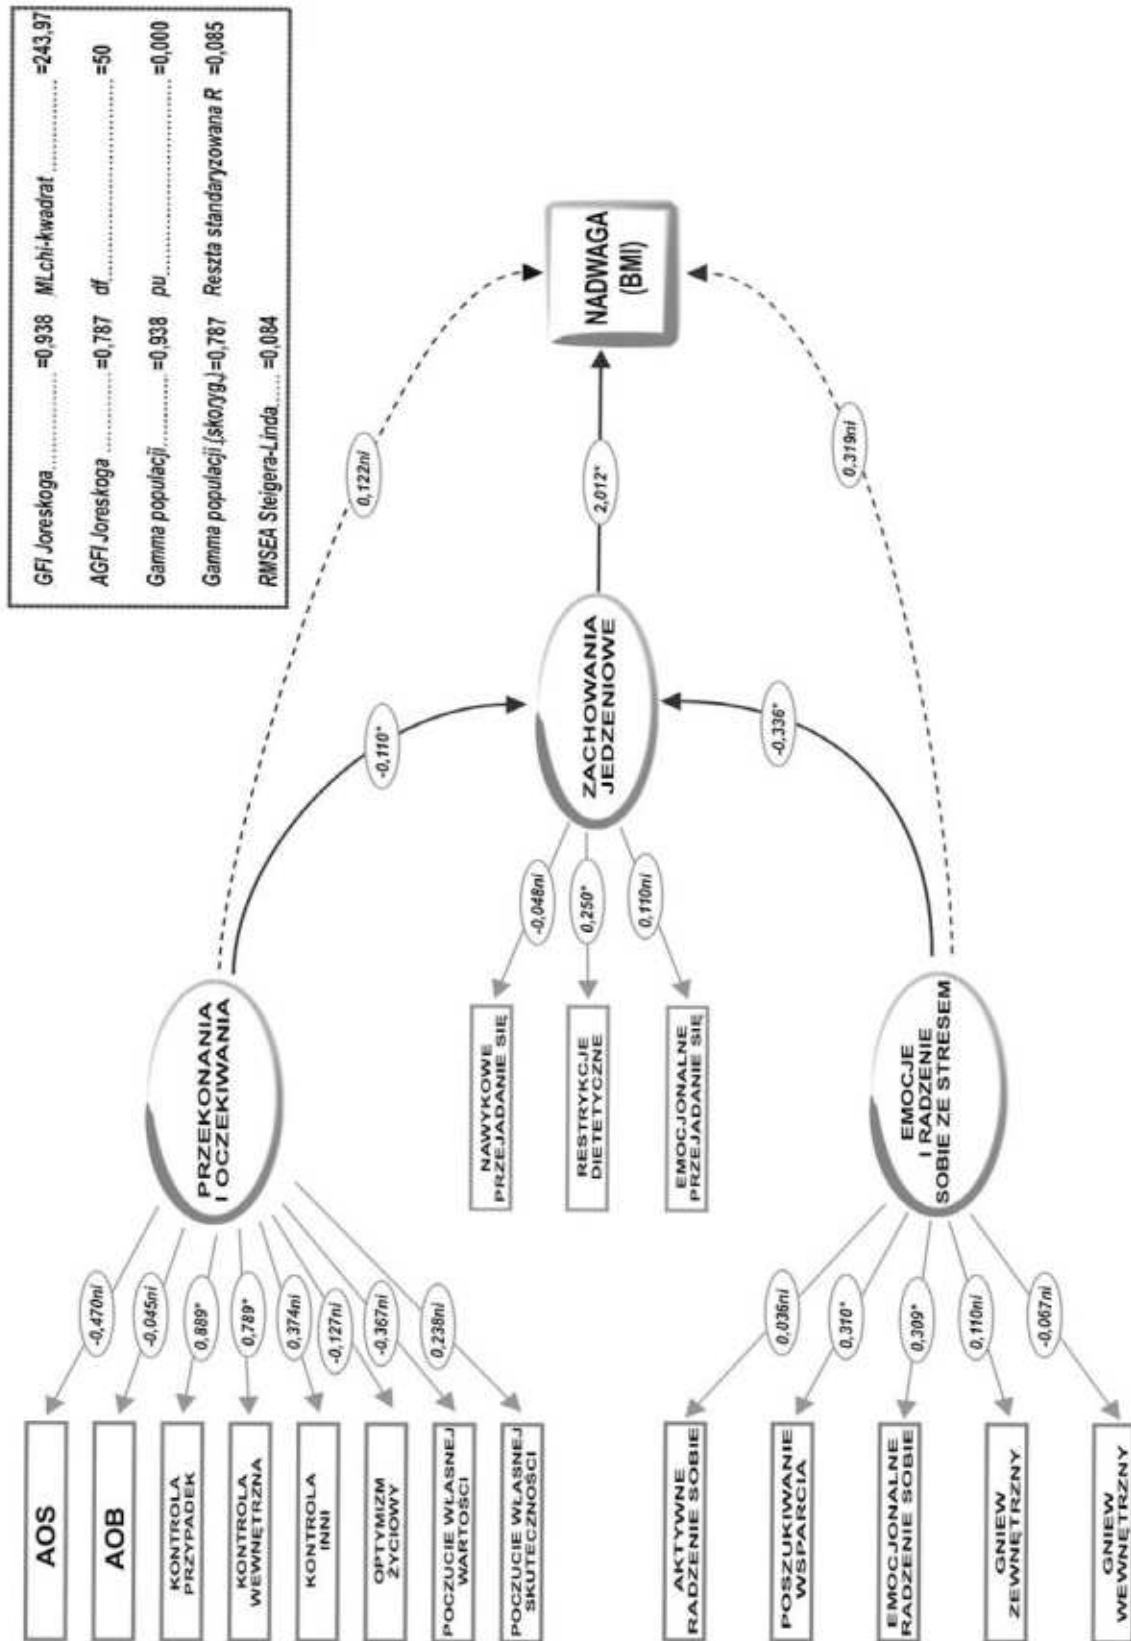 GFI Joreskoga..................=0,938 MLchi-kwadrat ..................=243,97
AGFI Joreskoga ..............=0,787 df..................................=50
Gamma populacji..............=0,938 pu..................................=0,000
Gamma populacji (skoryg.)=0,787 Reszta standaryzowana R =0,085
RMSEA Steigera-Linda......=0,084
AOS
AOB
KONTROLA
PRZYPADEK
KONTROLA
WEWNĘTRZNA
KONTROLA
INNI
OPTYMIZM
ŻYCIOWY
POCZUCIE WŁASNEJ
WARTOŚCI
POCZUCIE WŁASNEJ
SKUTECZNOŚCI
-0,470ni
-0,045ni
0,889*
0,789*
0,374ni
-0,127ni
-0,367ni
0,238ni
PRZEKONANIA
I OCZEKIWANIA
-0,110*
0,122ni
NAWYKOWE
PRZEJADANIE SIĘ
RESTRYKCJE
DIETETYCZNE
EMOCJONALNE
PRZEJADANIE SIĘ
-0,048ni
0,250*
0,110ni
ZACHOWANIA
JEDZENIOWE
2,012*
NADWAGA
(BMI)
AKTYWNE
RADZENIE SOBIE
POSZUKIWANIE
WSPARCIA
EMOCJONALNE
RADZENIE SOBIE
GNIEW
ZEWNĘTRZNY
GNIEW
WEWNĘTRZNY
0,036ni
0,310*
0,309*
0,110ni
-0,067ni
EMOCJE
I RADZENIE
SOBIE ZE STRESEM
-0,336*
0,319ni